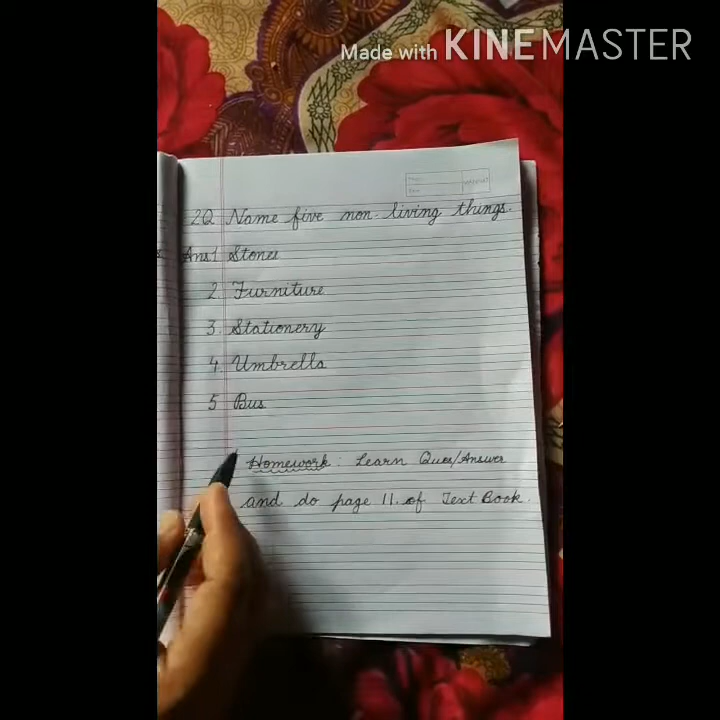 Made with KINEMASTER
2Q Name five non-living things.
Ans1 Stones
2. Furniture
3. Stationery
4. Umbrella
5 Bus
Homework: Learn Ques/Answer
and do page 11. of Text Book.